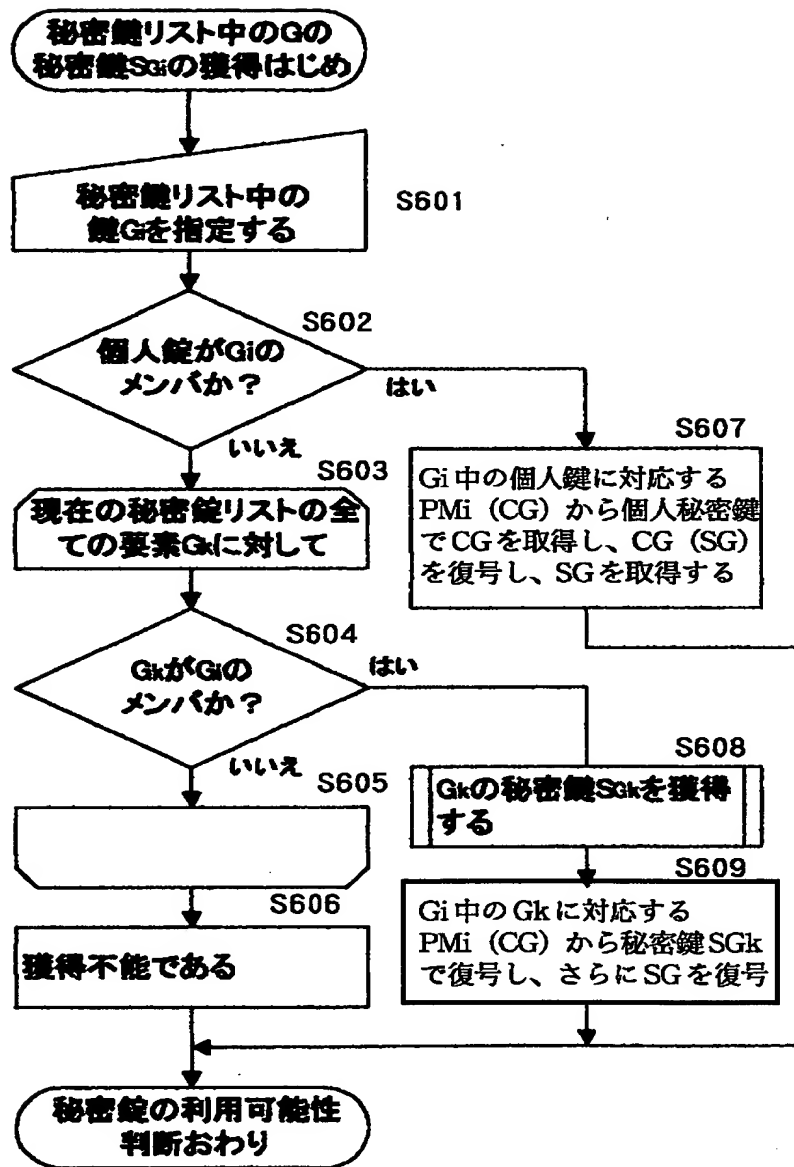 秘密鍵リスト中のGの
秘密鍵SGiの獲得はじめ
秘密鍵リスト中の
鍵Giを指定する
S601
S602
個人錠がGiの
メンバか？
はい
いいえ
S607
Gi中の個人鍵に対応する
PMi（CG）から個人秘密鍵
でCGを取得し、CG（SG）
を復号し、SGを取得する
S603
現在の秘密錠リストの全
ての要素Gkに対して
S604
GkがGiの
メンバか？
はい
いいえ
S608
Gkの秘密鍵SGkを獲得
する
S605
S609
Gi中のGkに対応する
PMi（CG）から秘密鍵SGk
で復号し、さらにSGを復号
S606
獲得不能である
秘密錠の利用可能性
判断おわり